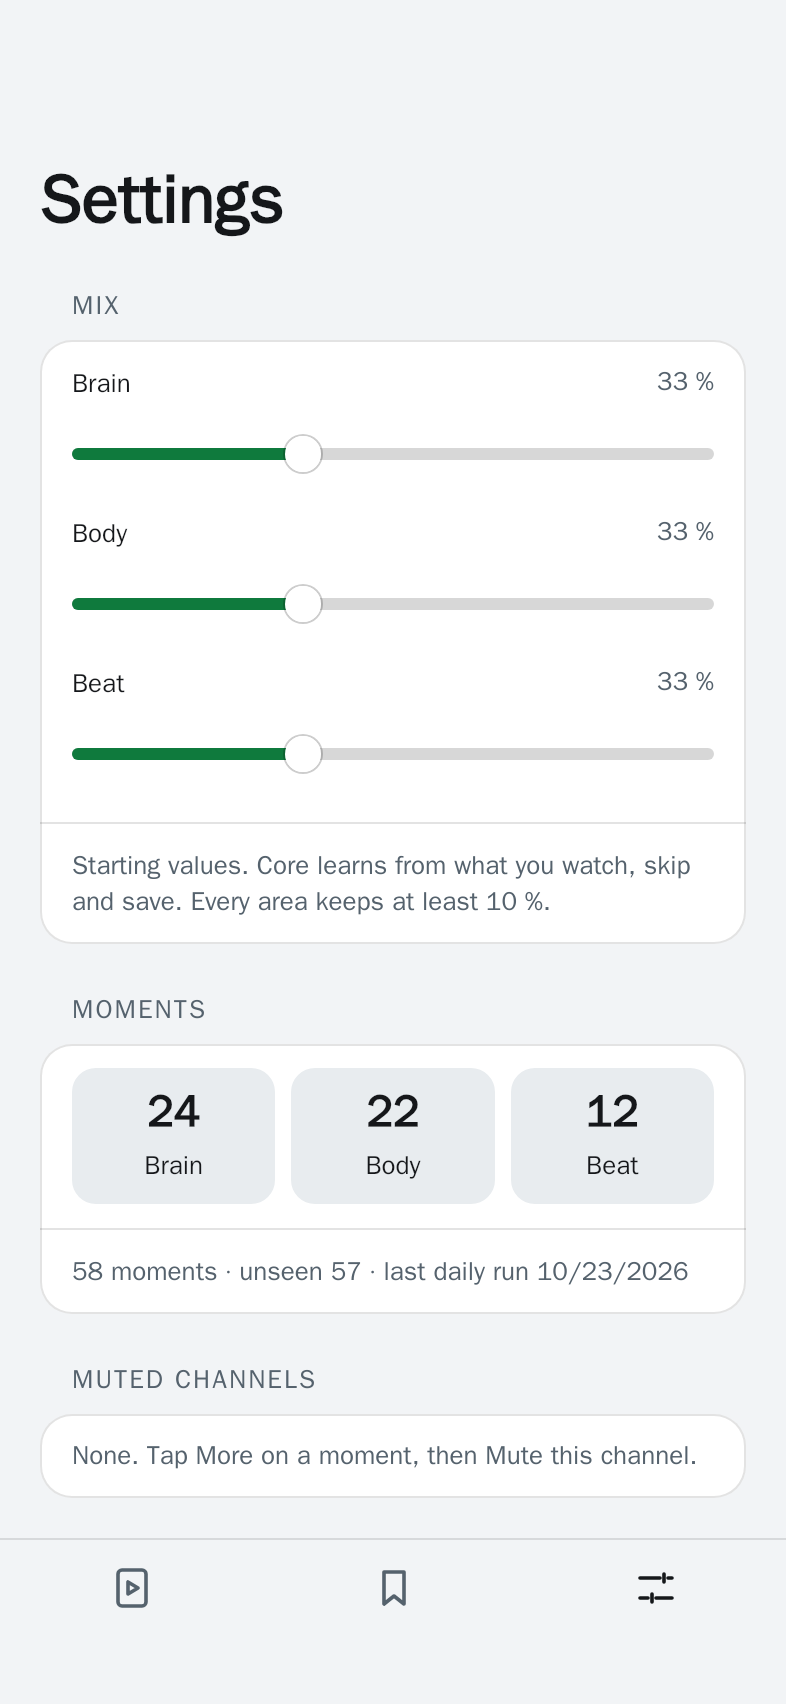 Settings
MIX
Brain 33 %
Body 33 %
Beat 33 %
Starting values. Core learns from what you watch, skip
and save. Every area keeps at least 10 %.
MOMENTS
24 22 12
Brain Body Beat
58 moments · unseen 57 · last daily run 10/23/2026
MUTED CHANNELS
None. Tap More on a moment, then Mute this channel.